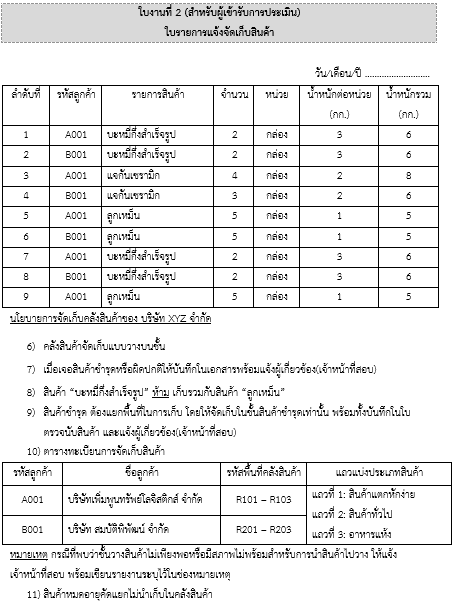 ใบงานที่ 2 (สำหรับผู้เข้ารับการประเมิน)
ใบรายการแจ้งจัดเก็บสินค้า
วัน/เดือน/ปี ............................
ลำดับที่ รหัสลูกค้า รายการสินค้า จำนวน หน่วย น้ำหนักต่อหน่วย (กก.) น้ำหนักรวม (กก.)
1 A001 บะหมี่กึ่งสำเร็จรูป 2 กล่อง 3 6
2 B001 บะหมี่กึ่งสำเร็จรูป 2 กล่อง 3 6
3 A001 แจกันเซรามิก 4 กล่อง 2 8
4 B001 แจกันเซรามิก 3 กล่อง 2 6
5 A001 ลูกเหม็น 5 กล่อง 1 5
6 B001 ลูกเหม็น 5 กล่อง 1 5
7 A001 บะหมี่กึ่งสำเร็จรูป 2 กล่อง 3 6
8 B001 บะหมี่กึ่งสำเร็จรูป 2 กล่อง 3 6
9 A001 ลูกเหม็น 5 กล่อง 1 5
นโยบายการจัดเก็บคลังสินค้าของ บริษัท XYZ จำกัด
6) คลังสินค้าจัดเก็บแบบวางบนชั้น
7) เมื่อเจอสินค้าชำรุดหรือผิดปกติให้บันทึกในเอกสารพร้อมแจ้งผู้เกี่ยวข้อง(เจ้าหน้าที่สอบ)
8) สินค้า “บะหมี่กึ่งสำเร็จรูป” ห้าม เก็บรวมกับสินค้า “ลูกเหม็น”
9) สินค้าชำรุด ต้องแยกพื้นที่ในการเก็บ โดยให้จัดเก็บในชั้นสินค้าชำรุดเท่านั้น พร้อมทั้งบันทึกในใบ
ตรวจนับสินค้า และแจ้งผู้เกี่ยวข้อง(เจ้าหน้าที่สอบ)
10) ตารางทะเบียนการจัดเก็บสินค้า
รหัสลูกค้า ชื่อลูกค้า รหัสพื้นที่คลังสินค้า แถวแบ่งประเภทสินค้า
A001 บริษัทเพิ่มพูนทรัพย์โลจิสติกส์ จำกัด R101 – R103
B001 บริษัท สมบัติพิพัฒน์ จำกัด R201 – R203
แถวที่ 1: สินค้าแตกหักง่าย
แถวที่ 2: สินค้าทั่วไป
แถวที่ 3: อาหารแห้ง
หมายเหตุ กรณีที่พบว่าชั้นวางสินค้าไม่เพียงพอหรือมีสภาพไม่พร้อมสำหรับการนำสินค้าไปวาง ให้แจ้ง
เจ้าหน้าที่สอบ พร้อมเขียนรายงานระบุไว้ในช่องหมายเหตุ
11) สินค้าหมดอายุคัดแยกไม่นำเก็บในคลังสินค้า